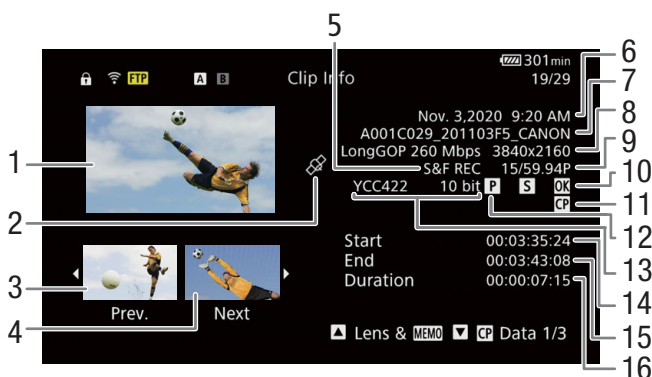 5
301min
FTP A B Clip Info 19/29
6
7
Nov. 3,2020 9:20 AM
8
A001C029_201103F5_CANON
9
LongGOP 260 Mbps 3840x2160
10
S&F REC 15/59.94P
11
YCC422 10 bit P S OK
CP
12
1
2
Start 00:03:35:24
13
End 00:03:43:08
14
Duration 00:00:07:15
15
3
4
Prev. Next
Lens & MEMO CP Data 1/3
16